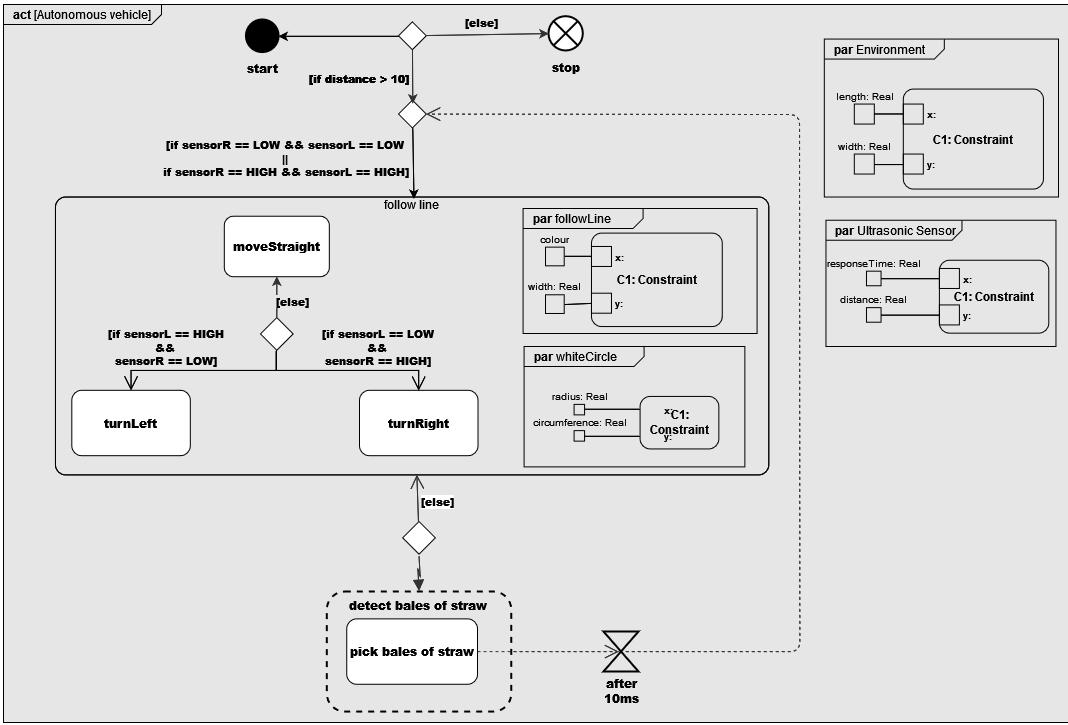 act [Autonomous vehicle]
start
[else]
stop
[if distance > 10]
[if sensorR == LOW && sensorL == LOW
||
if sensorR == HIGH && sensorL == HIGH]
follow line
moveStraight
[else]
[if sensorL == HIGH
&&
sensorR == LOW]
[if sensorL == LOW
&&
sensorR == HIGH]
turnLeft
turnRight
par followLine
colour
x:
C1: Constraint
width: Real
y:
par whiteCircle
radius: Real
x:
C1:
circumference: Real
Constraint
y:
[else]
detect bales of straw
pick bales of straw
after
10ms
par Environment
length: Real
x:
C1: Constraint
width: Real
y:
par Ultrasonic Sensor
responseTime: Real
x:
C1: Constraint
distance: Real
y: